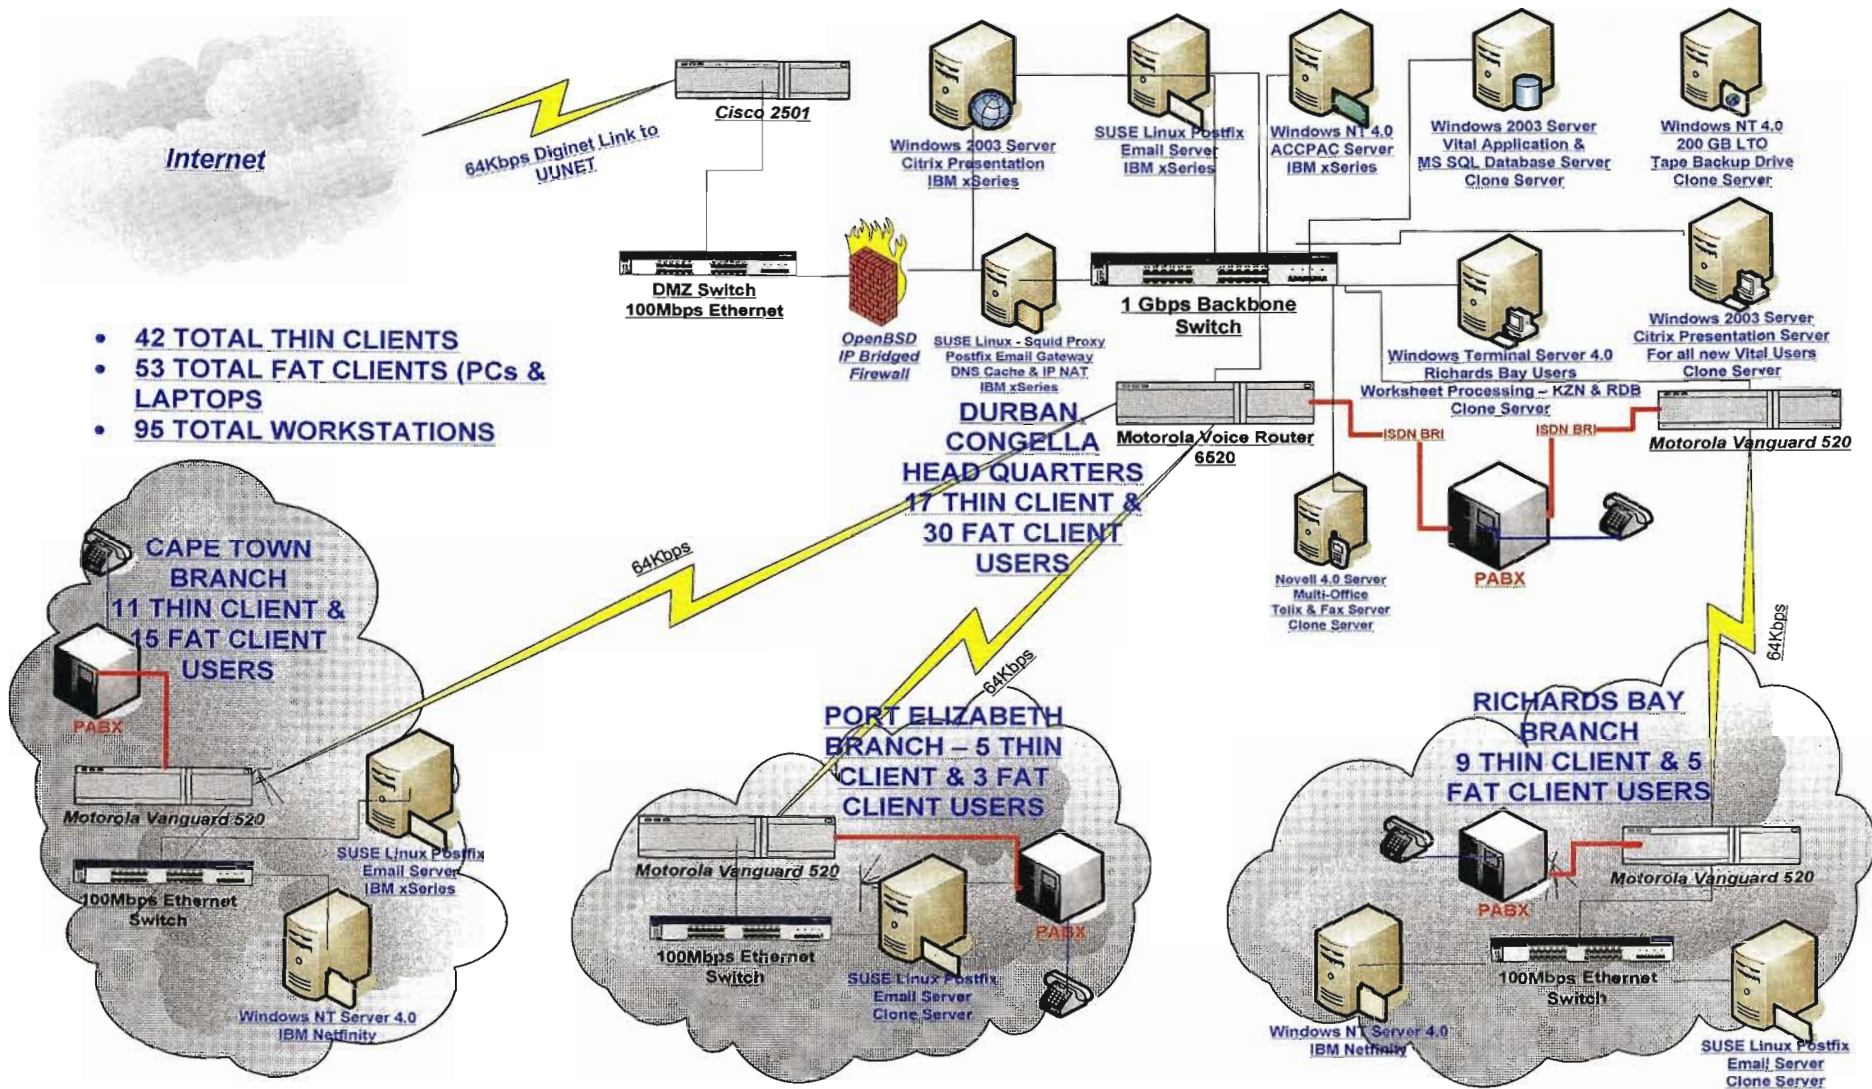 Internet
64Kbps Diginet Link to
UUNET
Cisco 2501
Windows 2003 Server
Citrix Presentation
IBM xSeries
SUSE Linux Postfix
Email Server
IBM xSeries
Windows NT 4.0
ACCPAC Server
IBM xSeries
Windows 2003 Server
Vital Application &
MS SQL Database Server
Clone Server
Windows NT 4.0
200 GB LTO
Tape Backup Drive
Clone Server
DMZ Switch
100Mbps Ethernet
OpenBSD
IP Bridged
Firewall
SUSE Linux - Squid Proxy
Postfix Email Gateway
DNS Cache & IP NAT
IBM xSeries
1 Gbps Backbone
Switch
Windows Terminal Server 4.0
Richards Bay Users
Worksheet Processing – KZN & RDB
Clone Server
Windows 2003 Server
Citrix Presentation Server
For all new Vital Users
Clone Server
• 42 TOTAL THIN CLIENTS
• 53 TOTAL FAT CLIENTS (PCs &
LAPTOPS
• 95 TOTAL WORKSTATIONS
DURBAN,
CONGELLA
HEAD QUARTERS
17 THIN CLIENT &
30 FAT CLIENT
USERS
Motorola Voice Router
6520
ISDN BRI
ISDN BRI
Motorola Vanguard 520
PABX
Novell 4.0 Server
Multi-Office
Telix & Fax Server
Clone Server
64Kbps
64Kbps
64Kbps
CAPE TOWN
BRANCH
11 THIN CLIENT &
15 FAT CLIENT
USERS
PABX
Motorola Vanguard 520
SUSE Linux Postfix
Email Server
IBM xSeries
100Mbps Ethernet
Switch
Windows NT Server 4.0
IBM Netfinity
PORT ELIZABETH
BRANCH – 5 THIN
CLIENT & 3 FAT
CLIENT USERS
Motorola Vanguard 520
PABX
100Mbps Ethernet
Switch
SUSE Linux Postfix
Email Server
Clone Server
RICHARDS BAY
BRANCH
9 THIN CLIENT & 5
FAT CLIENT USERS
PABX
Motorola Vanguard 520
100Mbps Ethernet
Switch
Windows NT Server 4.0
IBM Netfinity
SUSE Linux Postfix
Email Server
Clone Server